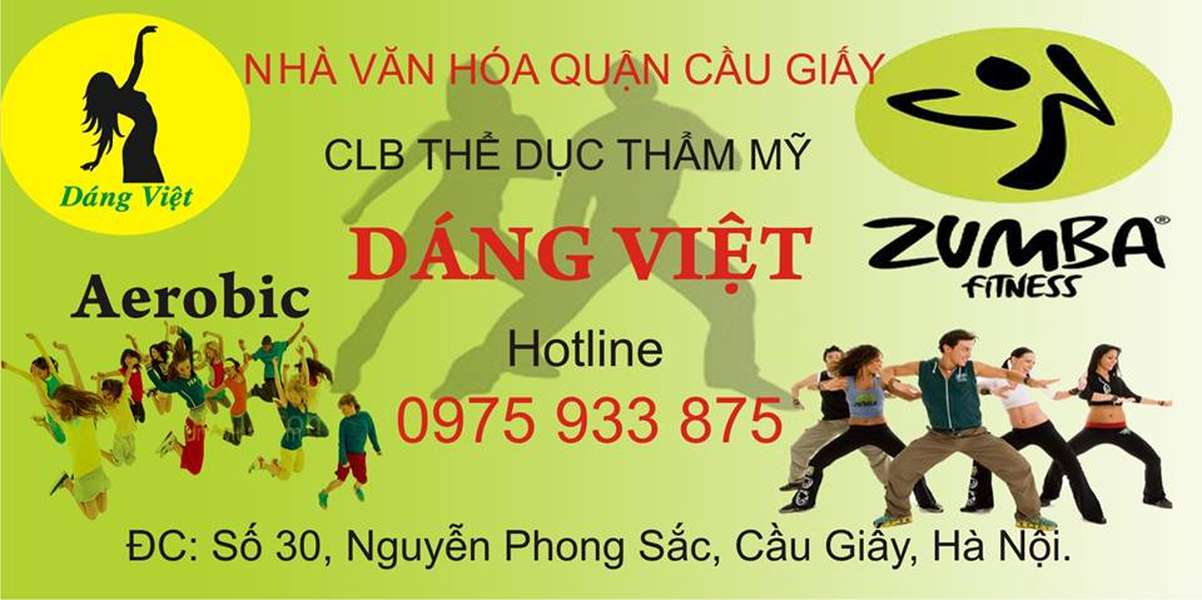 Dáng Việt
NHÀ VĂN HÓA QUẬN CẦU GIẤY
CLB THỂ DỤC THẨM MỸ
DÁNG VIỆT
ZUMBA®
FITNESS
Aerobic
Hotline
0975 933 875
ĐC: Số 30, Nguyễn Phong Sắc, Cầu Giấy, Hà Nội.